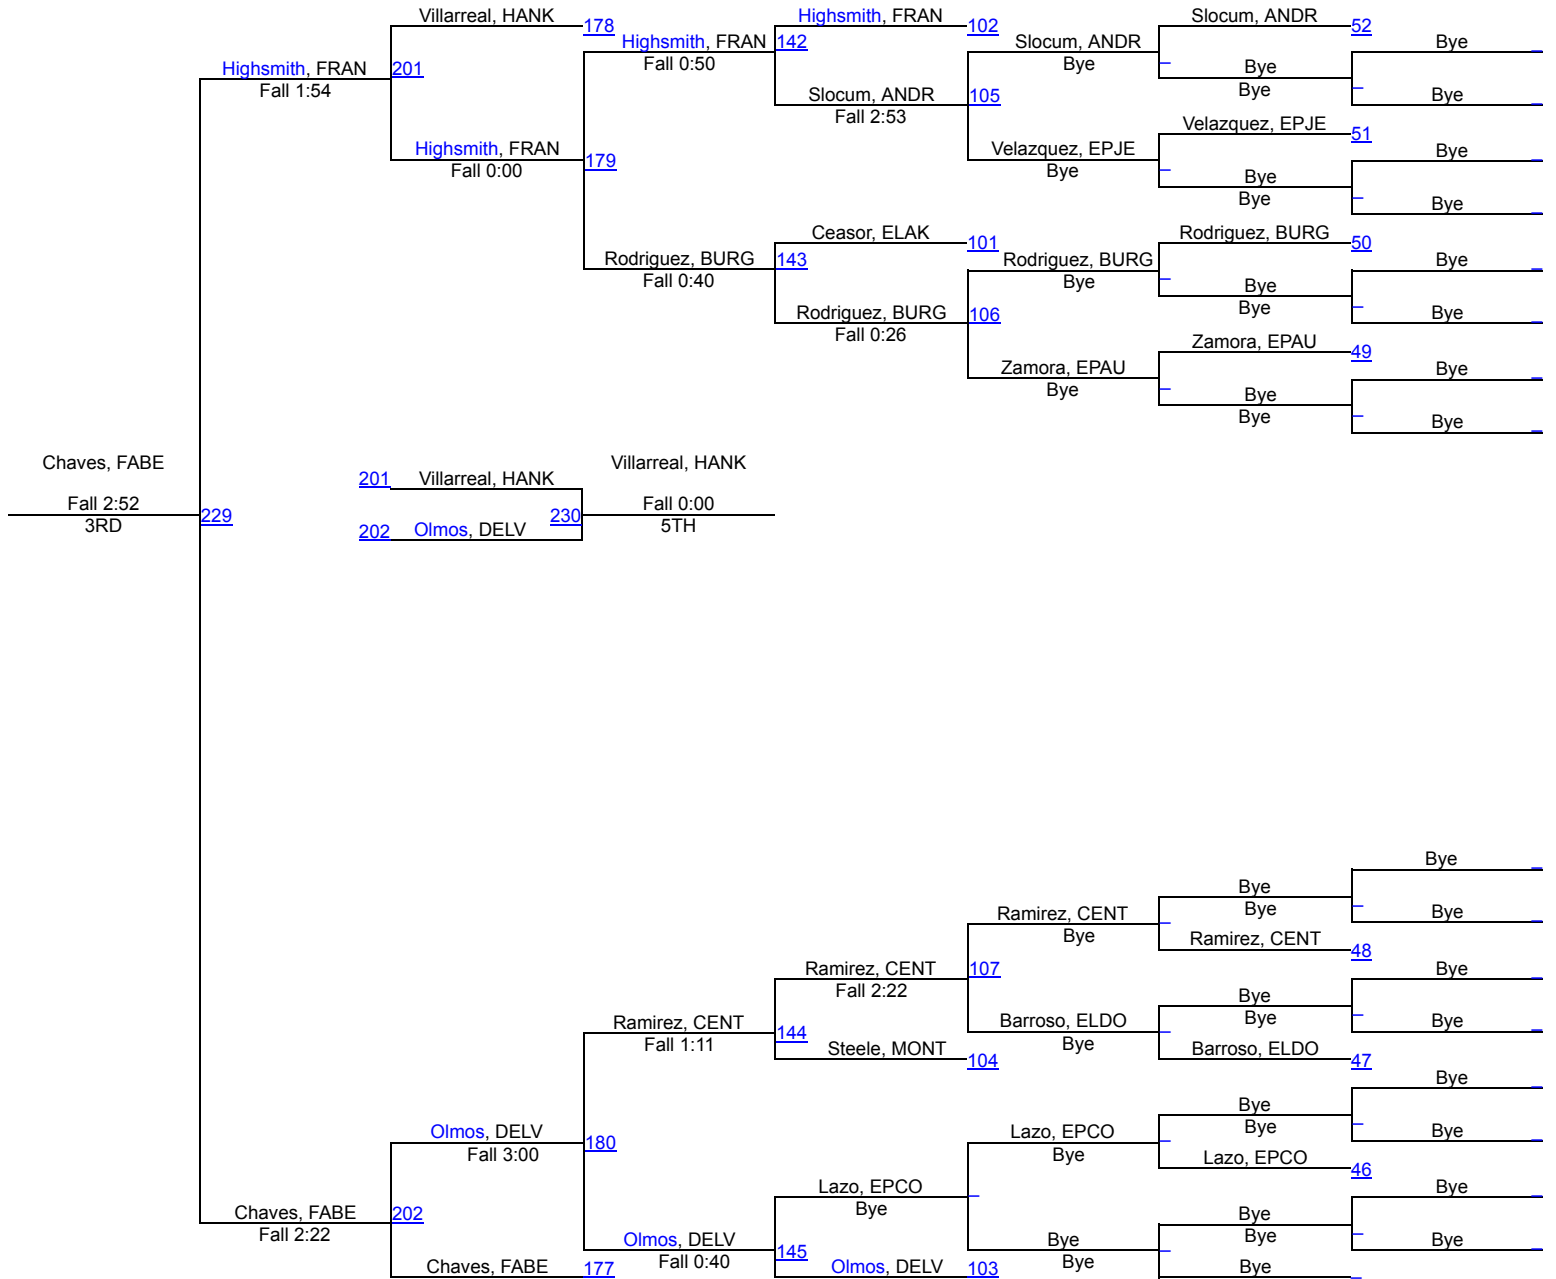 Villarreal, HANK
178
Highsmith, FRAN
102
Slocum, ANDR
52
Highsmith, FRAN
142
Fall 0:50
Slocum, ANDR
Bye
Bye
Highsmith, FRAN
201
Fall 1:54
Bye
Bye
Slocum, ANDR
105
Fall 2:53
Bye
Velazquez, EPJE
51
Highsmith, FRAN
179
Fall 0:00
Velazquez, EPJE
Bye
Bye
Bye
Bye
Bye
Ceasor, ELAK
101
Rodriguez, BURG
50
Rodriguez, BURG
143
Fall 0:40
Rodriguez, BURG
Bye
Bye
Bye
Bye
Rodriguez, BURG
106
Fall 0:26
Bye
Zamora, EPAU
49
Zamora, EPAU
Bye
Bye
Bye
Bye
Bye
Chaves, FABE
Fall 2:52
3RD
229
201
Villarreal, HANK
202
Olmos, DELV
230
Villarreal, HANK
Fall 0:00
5TH
Bye
Bye
Bye
Bye
Ramirez, CENT
Bye
Ramirez, CENT
48
Ramirez, CENT
107
Fall 2:22
Bye
Bye
Bye
Bye
Ramirez, CENT
144
Fall 1:11
Barroso, ELDO
Bye
Steele, MONT
104
Barroso, ELDO
47
Bye
Bye
Bye
Bye
Olmos, DELV
180
Fall 3:00
Lazo, EPCO
Bye
Lazo, EPCO
46
Lazo, EPCO
Bye
Bye
Chaves, FABE
202
Fall 2:22
Bye
Bye
Bye
Olmos, DELV
145
Fall 0:40
Bye
Bye
Chaves, FABE
177
Olmos, DELV
103
Bye